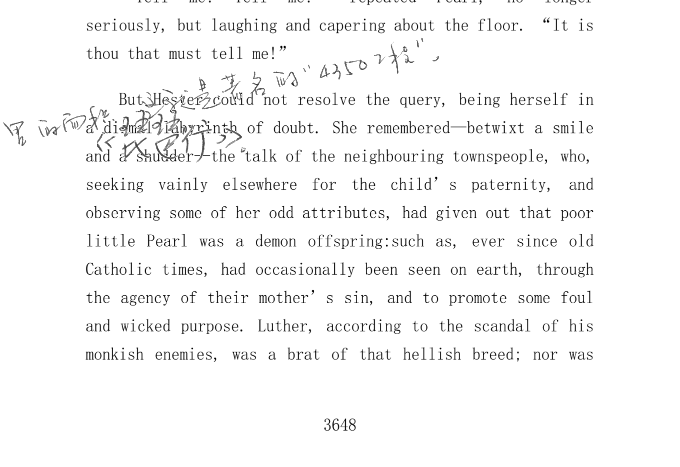 “Tell me! Tell me!” repeated Pearl, no longer
seriously, but laughing and capering about the floor. “It is
thou that must tell me!”
是著名的“4350
But Hester could not resolve the query, being herself in
a dismal labyrinth of doubt. She remembered—betwixt a smile
and a shudder—the talk of the neighbouring townspeople, who,
seeking vainly elsewhere for the child’s paternity, and
observing some of her odd attributes, had given out that poor
little Pearl was a demon offspring:such as, ever since old
Catholic times, had occasionally been seen on earth, through
the agency of their mother’s sin, and to promote some foul
and wicked purpose. Luther, according to the scandal of his
monkish enemies, was a brat of that hellish breed; nor was
3648